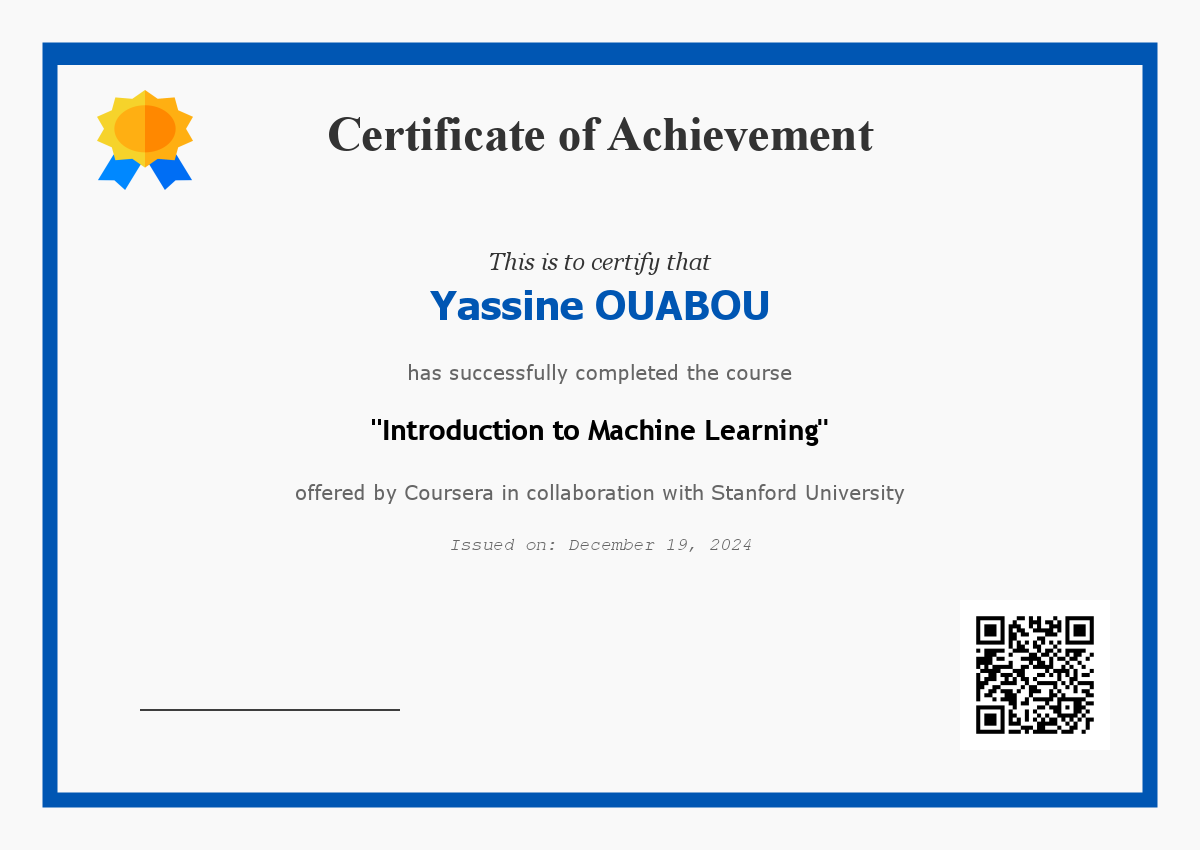 Certificate of Achievement
This is to certify that
Yassine OUABOU
has successfully completed the course
"Introduction to Machine Learning"
offered by Coursera in collaboration with Stanford University
Issued on: December 19, 2024